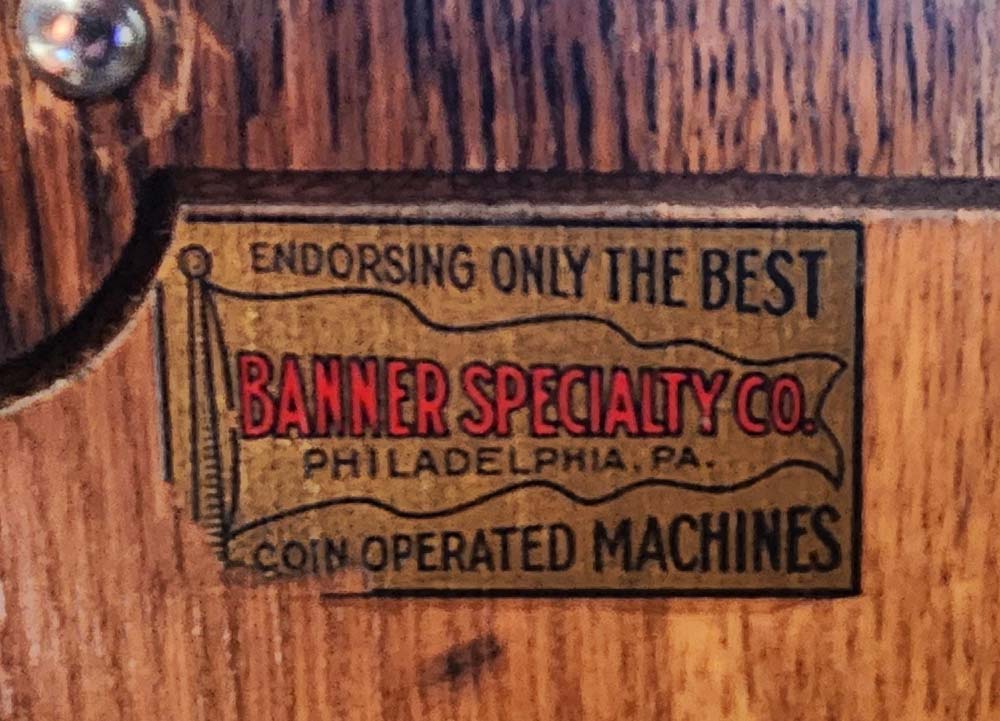 ENDORSING ONLY THE BEST
BANNER SPECIALTY CO.
PHILADELPHIA, PA.
COIN OPERATED MACHINES